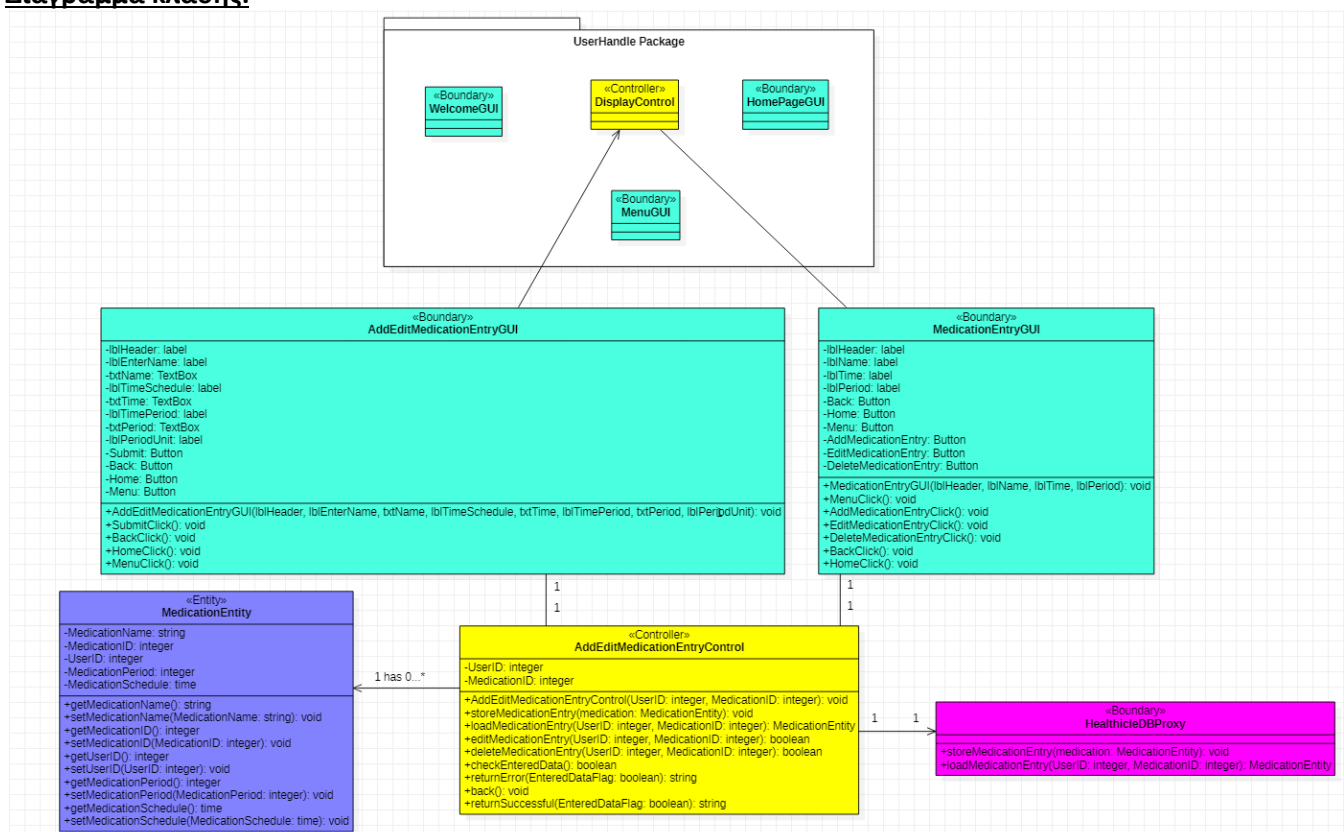 Διάγραμμα κλάσης:
UserHandle Package
«Boundary»
WelcomeGUI
«Controller»
DisplayControl
«Boundary»
HomePageGUI
«Boundary»
MenuGUI
«Boundary»
AddEditMedicationEntryGUI
-lblHeader: label
-lblEnterName: label
-txtName: TextBox
-lblTimeSchedule: label
-txtTime: TextBox
-lblTimePeriod: label
-txtPeriod: TextBox
-lblPeriodUnit: label
-Submit: Button
-Back: Button
-Home: Button
-Menu: Button
+AddEditMedicationEntryGUI(lblHeader, lblEnterName, txtName, lblTimeSchedule, txtTime, lblTimePeriod, txtPeriod, lblPeriodUnit): void
+SubmitClick(): void
+BackClick(): void
+HomeClick(): void
+MenuClick(): void
«Boundary»
MedicationEntryGUI
-lblHeader: label
-lblName: label
-lblTime: label
-lblPeriod: label
-Back: Button
-Home: Button
-Menu: Button
-AddMedicationEntry: Button
-EditMedicationEntry: Button
-DeleteMedicationEntry: Button
+MedicationEntryGUI(lblHeader, lblName, lblTime, lblPeriod): void
+MenuClick(): void
+AddMedicationEntryClick(): void
+EditMedicationEntryClick(): void
+DeleteMedicationEntryClick(): void
+BackClick(): void
+HomeClick(): void
1
1
1
1
«Entity»
MedicationEntity
-MedicationName: string
-MedicationID: integer
-UserID: integer
-MedicationPeriod: integer
-MedicationSchedule: time
+getMedicationName(): string
+setMedicationName(MedicationName: string): void
+getMedicationID(): integer
+setMedicationID(MedicationID: integer): void
+getUserID(): integer
+setUserID(UserID: integer): void
+getMedicationPeriod(): integer
+setMedicationPeriod(MedicationPeriod: integer): void
+getMedicationSchedule(): time
+setMedicationSchedule(MedicationSchedule: time): void
1 has 0...*
«Controller»
AddEditMedicationEntryControl
-UserID: integer
-MedicationID: integer
+AddEditMedicationEntryControl(UserID: integer, MedicationID: integer): void
+storeMedicationEntry(medication: MedicationEntity): void
+loadMedicationEntry(UserID: integer, MedicationID: integer): MedicationEntity
+editMedicationEntry(UserID: integer, MedicationID: integer): boolean
+deleteMedicationEntry(UserID: integer, MedicationID: integer): boolean
+checkEnteredData(): boolean
+returnError(EnteredDataFlag: boolean): string
+back(): void
+returnSuccessful(EnteredDataFlag: boolean): string
1 1
«Boundary»
HealthicieDBProxy
+storeMedicationEntry(medication: MedicationEntity): void
+loadMedicationEntry(UserID: integer, MedicationID: integer): MedicationEntity